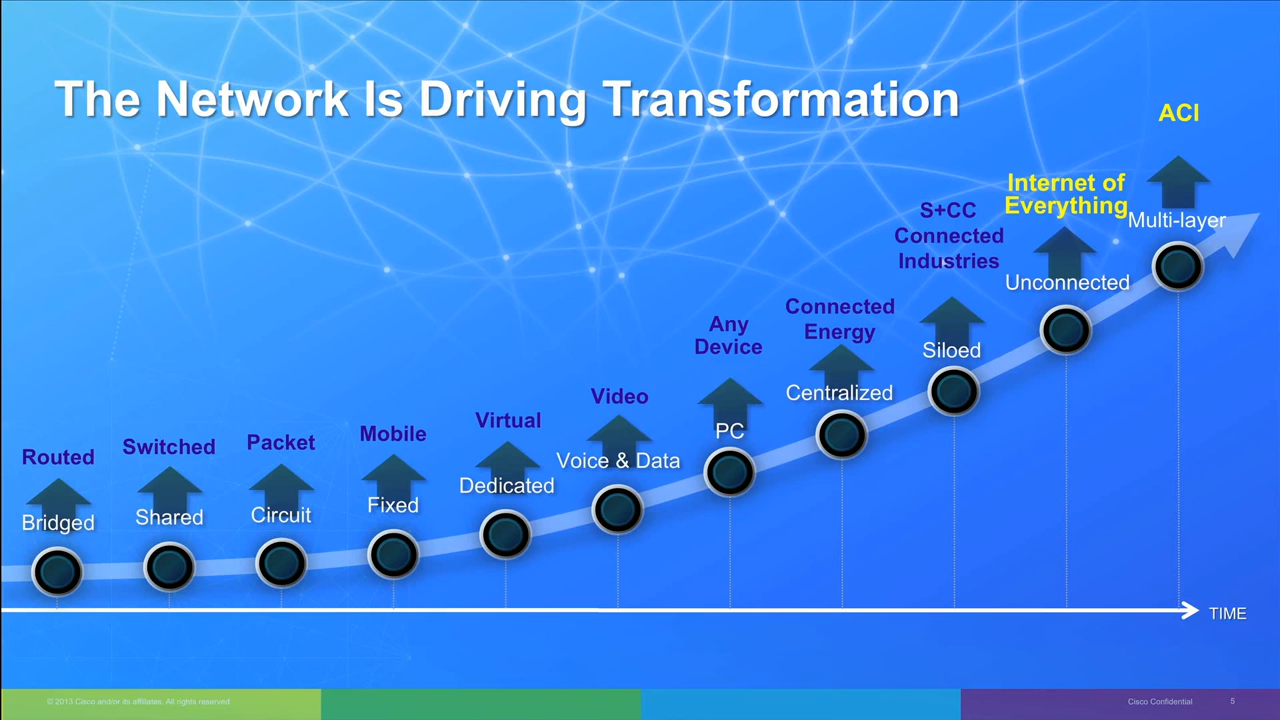 The Network Is Driving Transformation
ACI
Multi-layer
Internet of
Everything
Unconnected
S+CC
Connected
Industries
Siloed
Connected
Energy
Centralized
Any
Device
PC
Video
Voice & Data
Virtual
Dedicated
Mobile
Fixed
Packet
Circuit
Switched
Shared
Routed
Bridged
TIME
© 2013 Cisco and/or its affiliates. All rights reserved.
Cisco Confidential
5